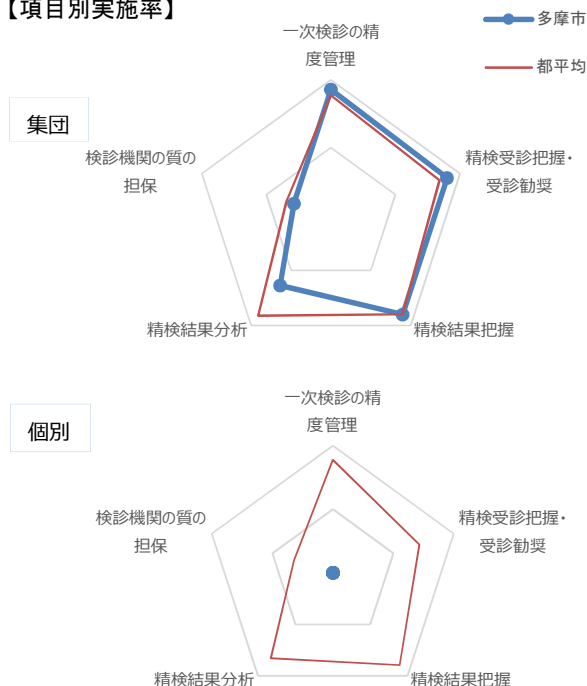 【項目別実施率】
多摩市
都平均
集団
一次検診の精
度管理
精検受診把握・
受診勧奨
精検結果把握
精検結果分析
検診機関の質の
担保
個別
一次検診の精
度管理
精検受診把握・
受診勧奨
精検結果把握
精検結果分析
検診機関の質の
担保